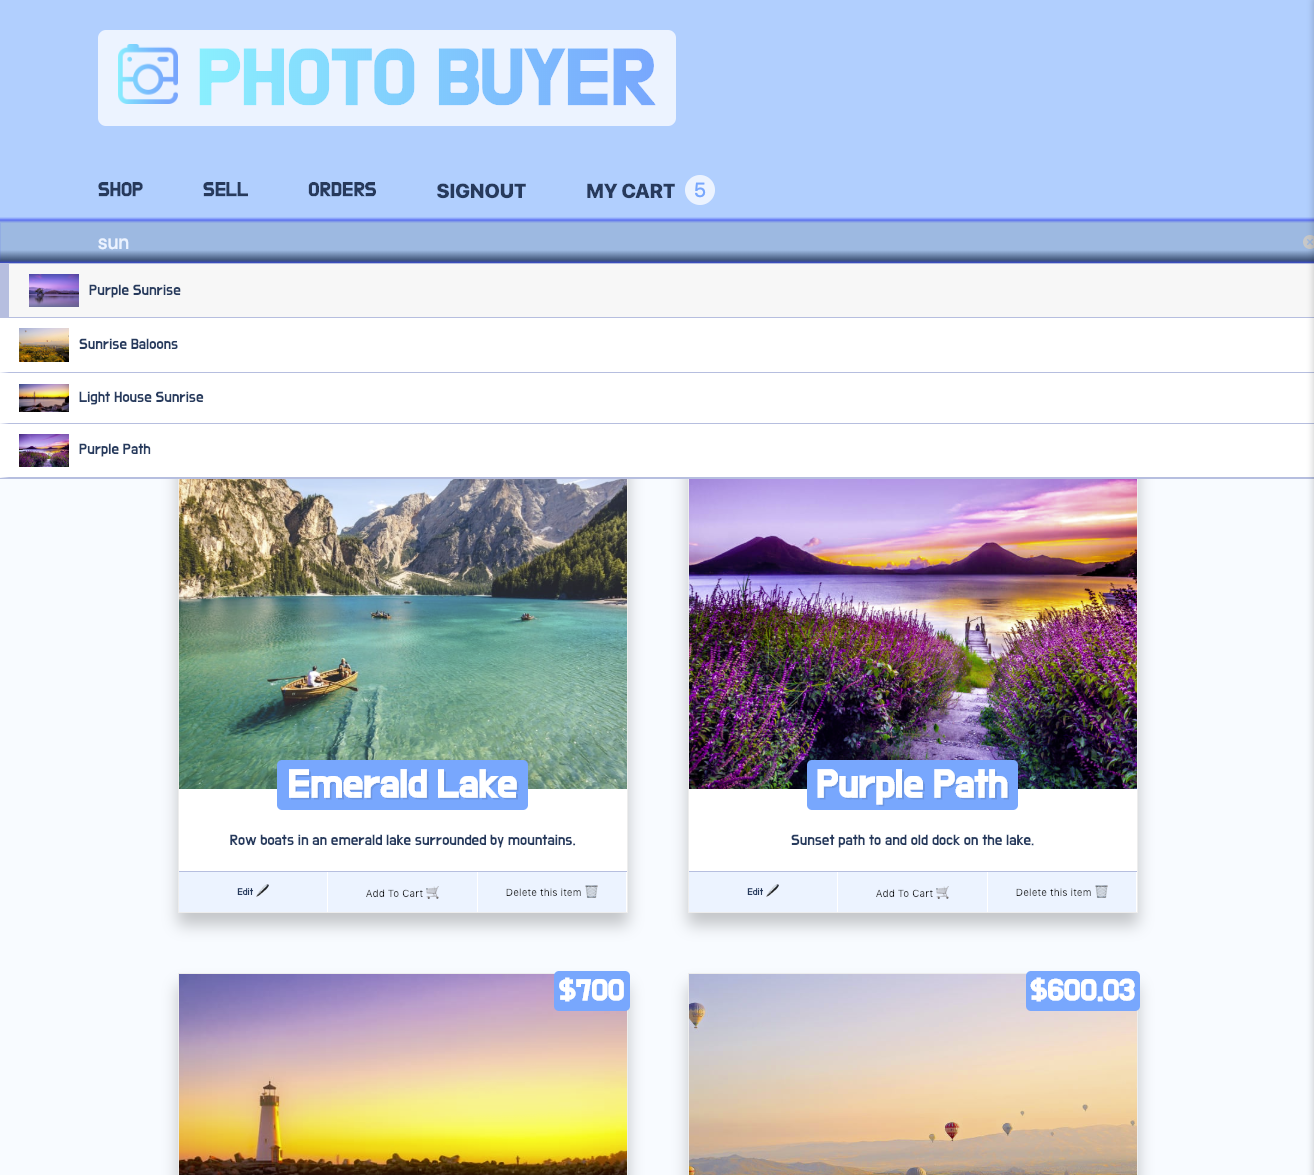 PHOTO BUYER
SHOP SELL ORDERS SIGNOUT MY CART 5
sun
Purple Sunrise
Sunrise Baloons
Light House Sunrise
Purple Path
Emerald Lake
Row boats in an emerald lake surrounded by mountains.
Edit Add To Cart Delete this item
Purple Path
Sunset path to and old dock on the lake.
Edit Add To Cart Delete this item
$700
$600.03